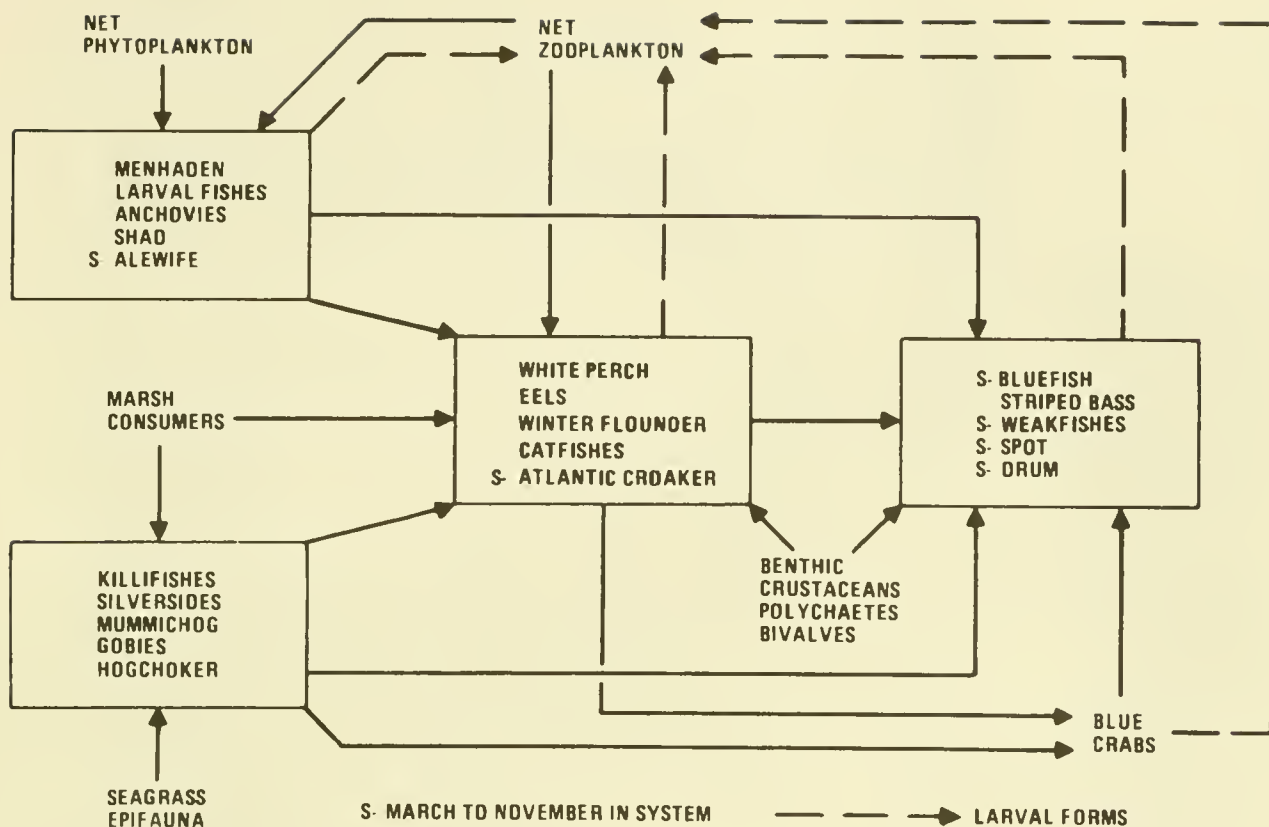 NET
PHYTOPLANKTON
NET
ZOOPLANKTON
MENHADEN
LARVAL FISHES
ANCHOVIES
SHAD
S- ALEWIFE
MARSH
CONSUMERS
WHITE PERCH
EELS
WINTER FLOUNDER
CATFISHES
S- ATLANTIC CROAKER
S- BLUEFISH
STRIPED BASS
S- WEAKFISHES
S- SPOT
S- DRUM
KILLIFISHES
SILVERSIDES
MUMMICHOG
GOBIES
HOGCHOKER
BENTHIC
CRUSTACEANS
POLYCHAETES
BIVALVES
BLUE
CRABS
SEAGRASS
EPIFAUNA
S- MARCH TO NOVEMBER IN SYSTEM
LARVAL FORMS